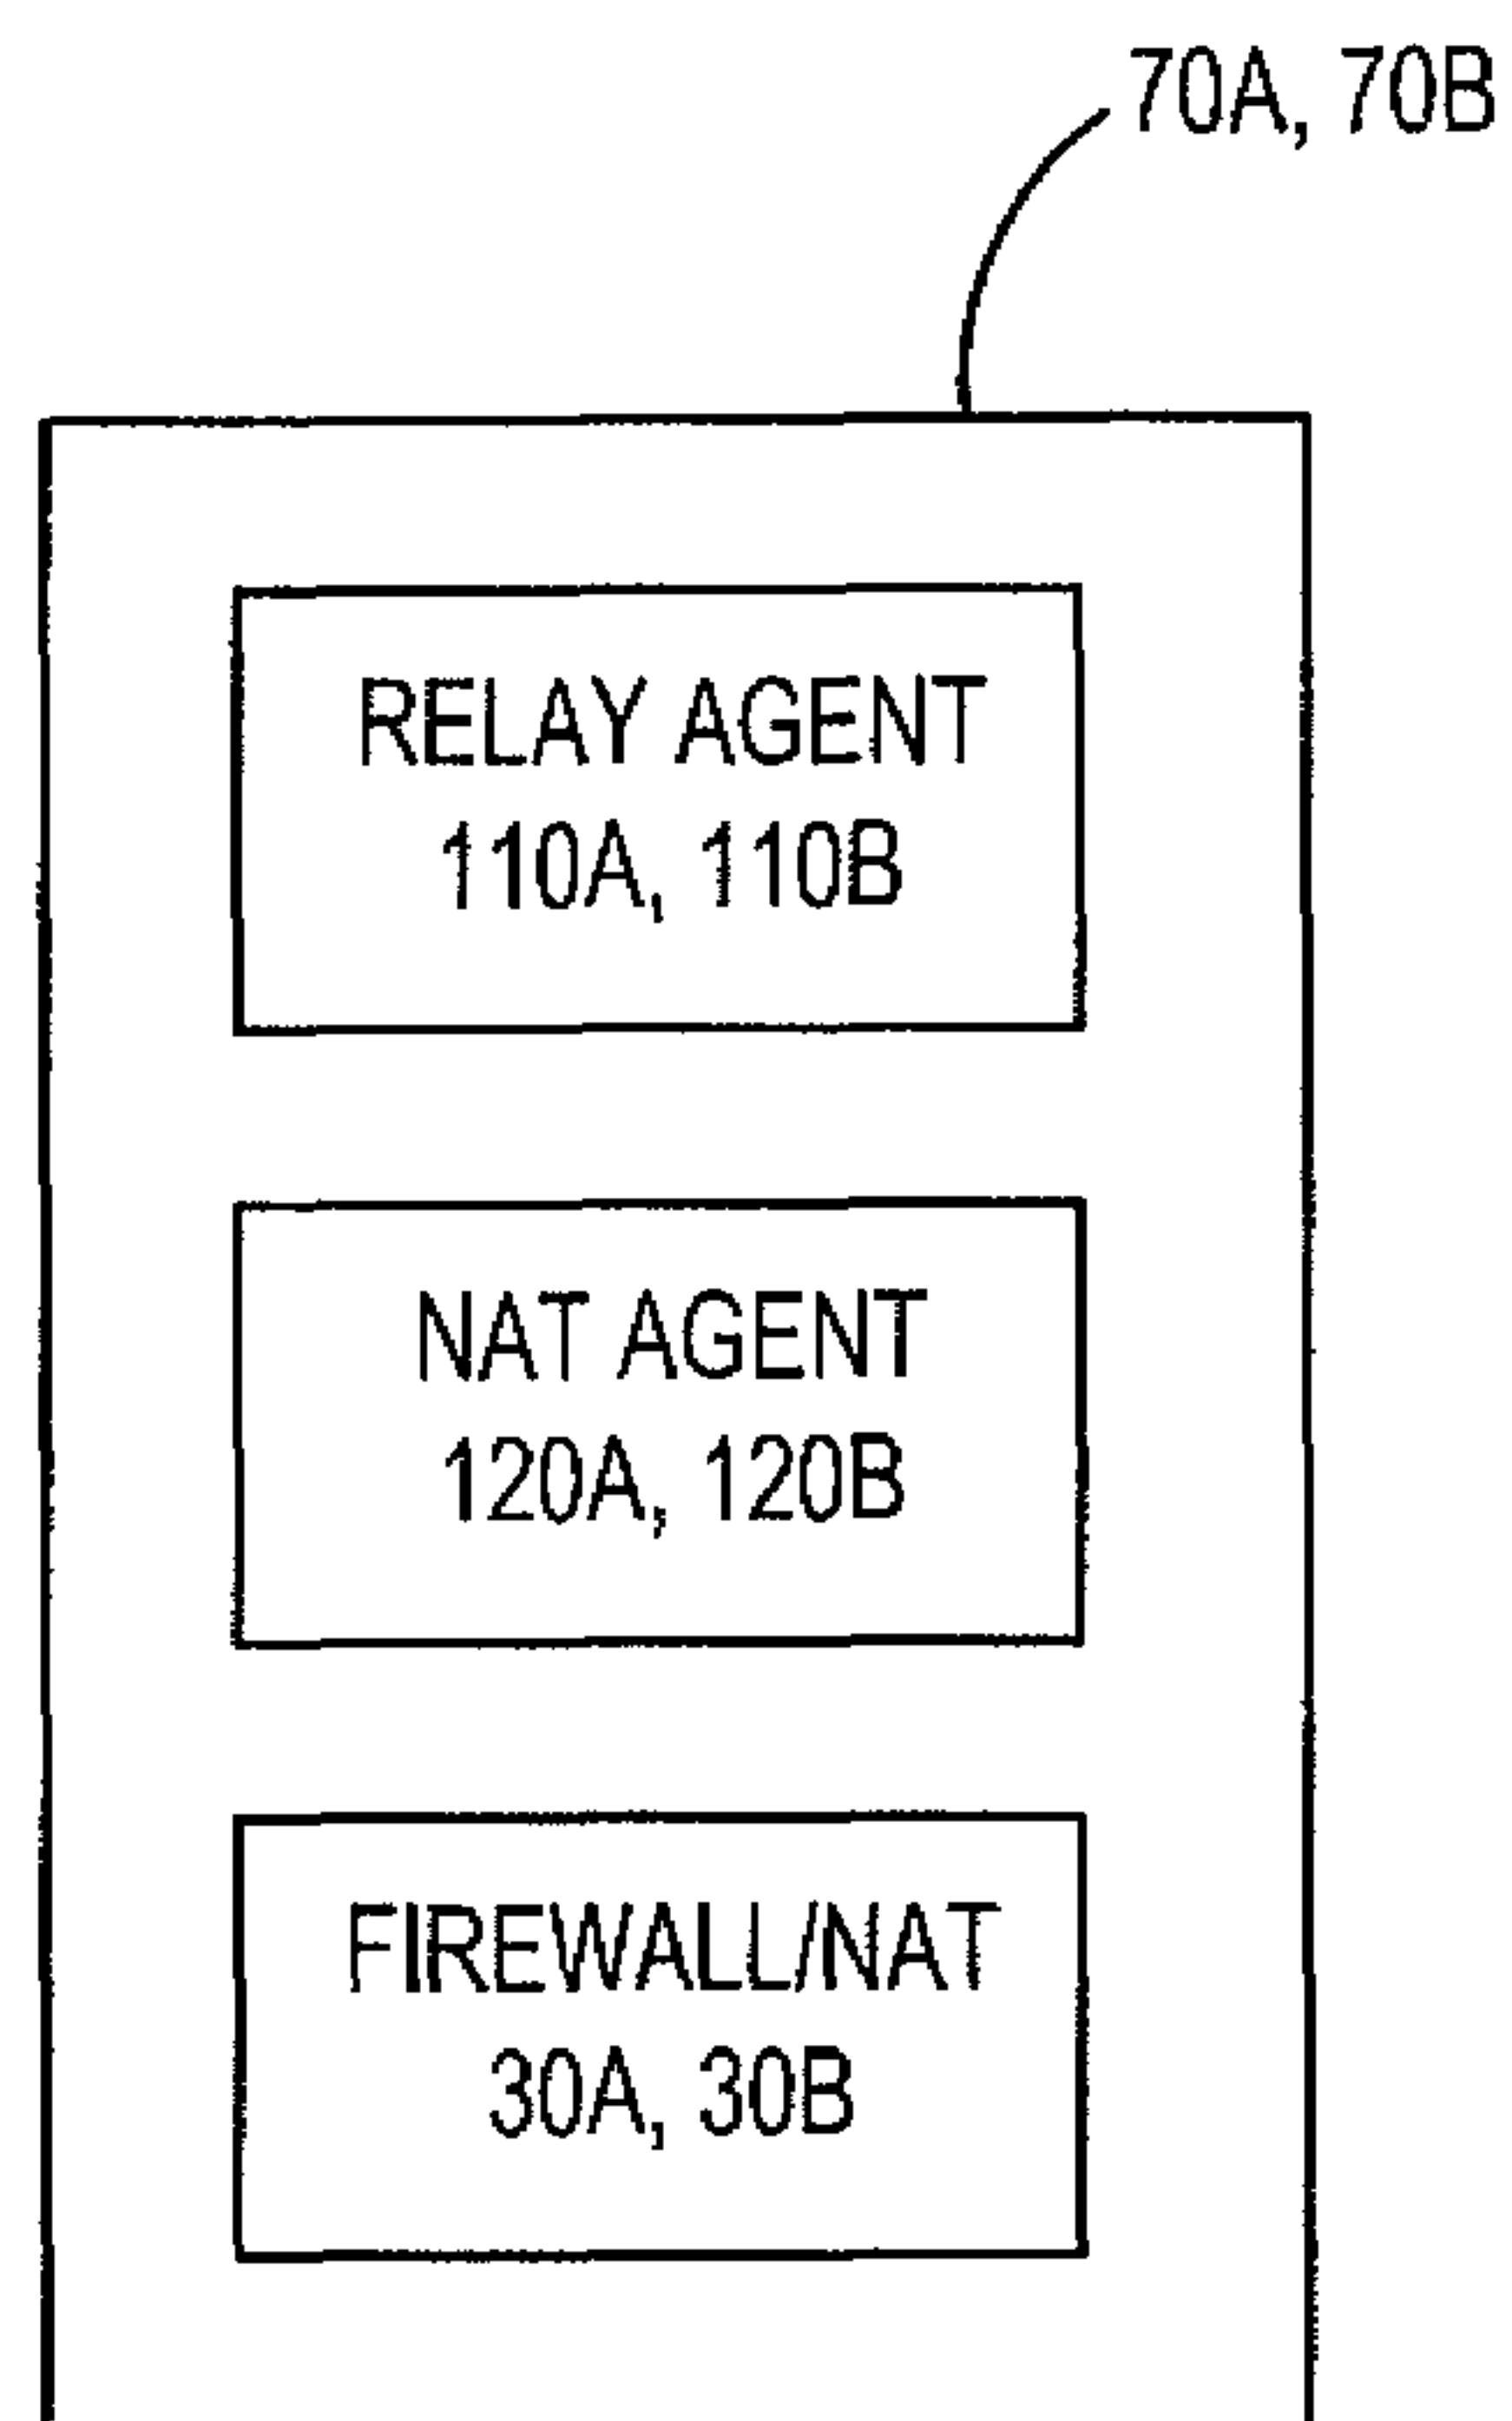 70A, 70B
RELAY AGENT
110A, 110B
NAT AGENT
120A, 120B
FIREWALL/NAT
30A, 30B